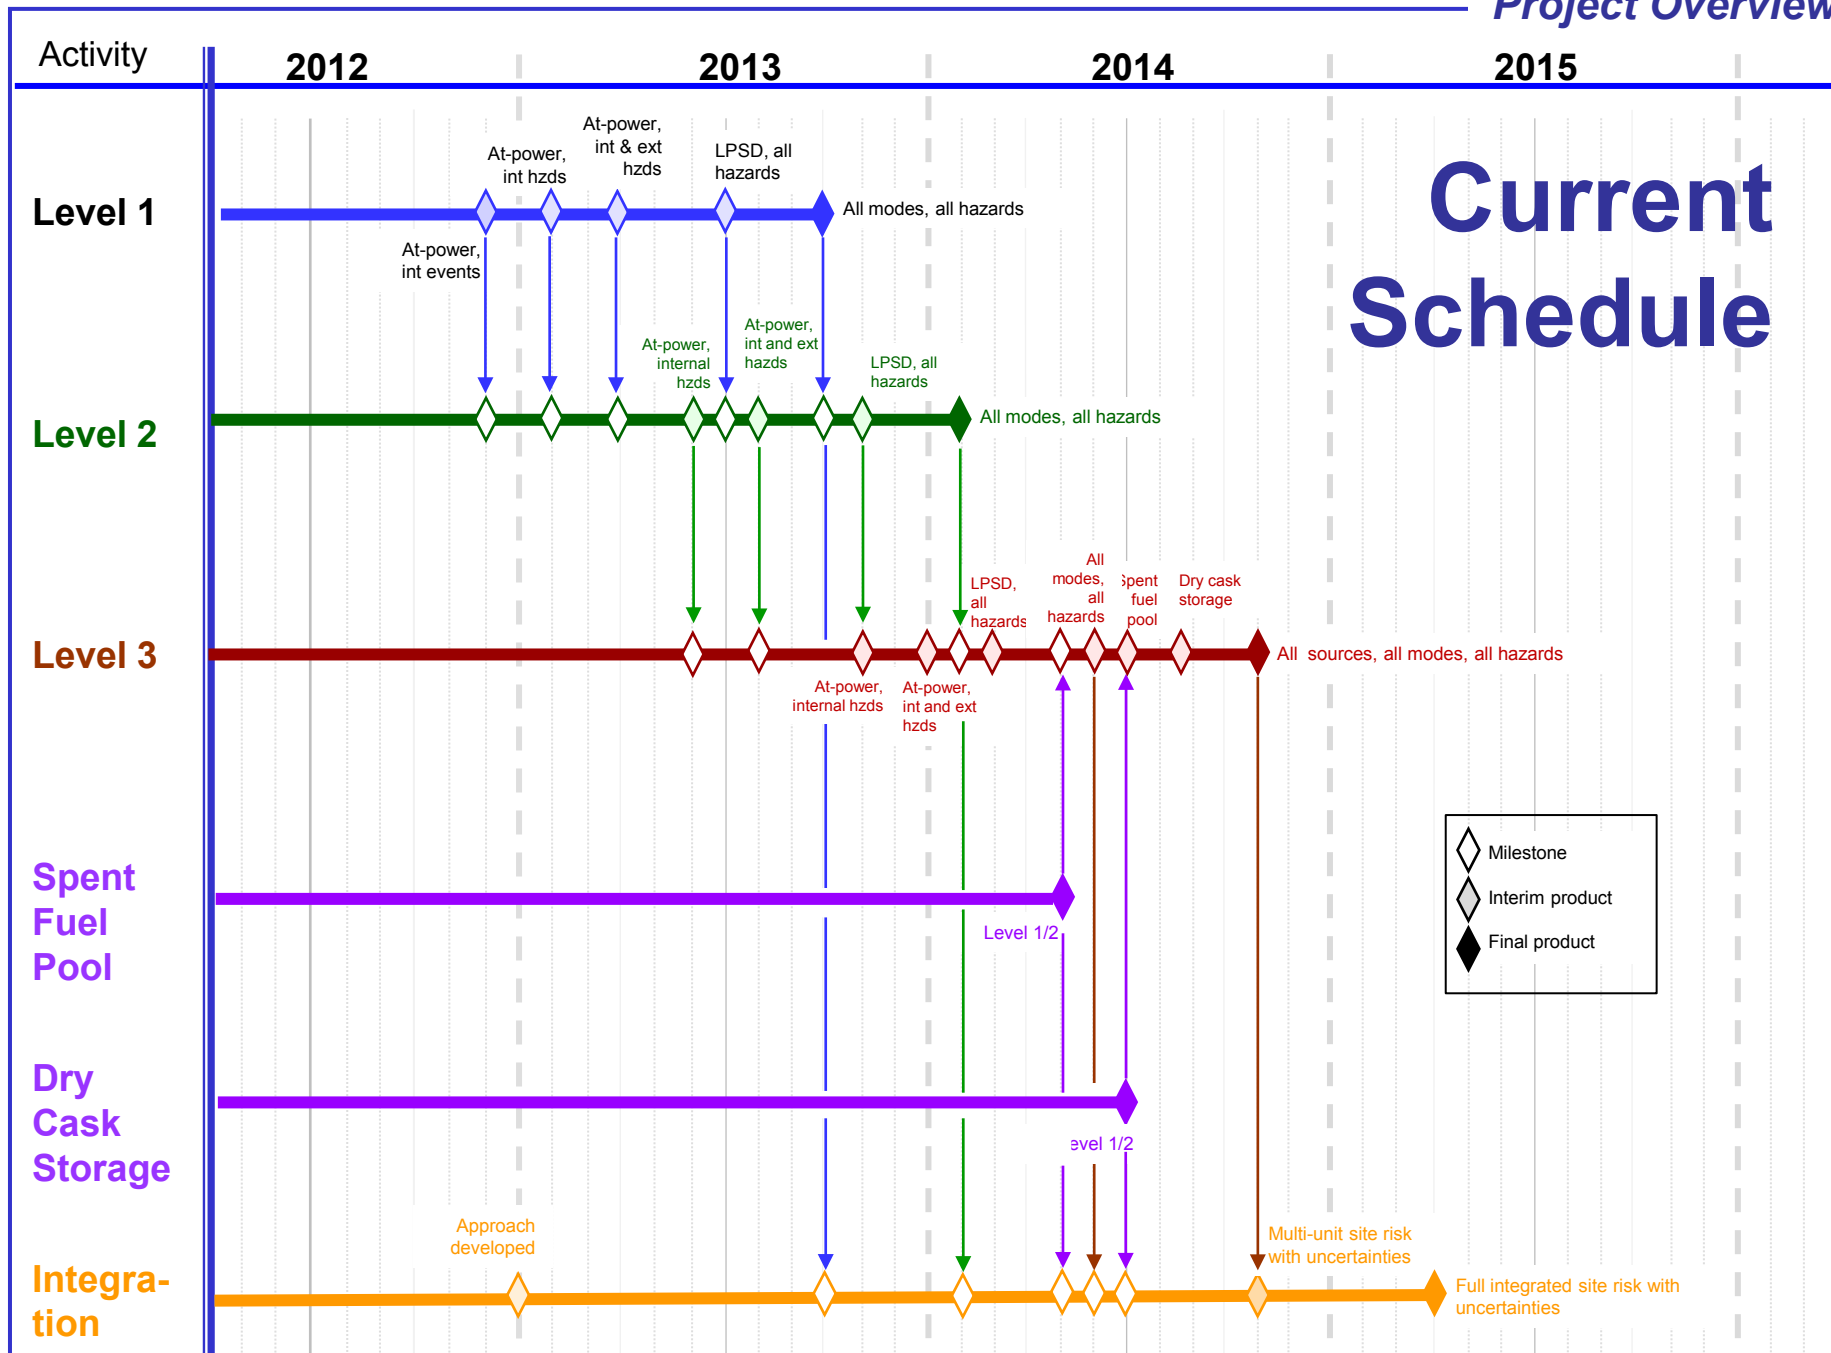 Project Overview
Activity
2012
2013
2014
2015
Current
Schedule
Level 1
At-power,
int events
At-power,
int hzds
At-power,
int & ext
hzds
LPSD, all
hazards
All modes, all hazards
Level 2
At-power,
internal
hzds
At-power,
int and ext
hazds
LPSD, all
hazards
All modes, all hazards
Level 3
At-power,
internal hzds
At-power,
int and ext
hzds
LPSD,
all
hazards
All
modes,
all
hazards
Spent
fuel
pool
Dry cask
storage
All sources, all modes, all hazards
Spent
Fuel
Pool
Level 1/2
Milestone
Interim product
Final product
Dry
Cask
Storage
evel 1/2
Integra-
tion
Approach
developed
Multi-unit site risk
with uncertainties
Full integrated site risk with
uncertainties